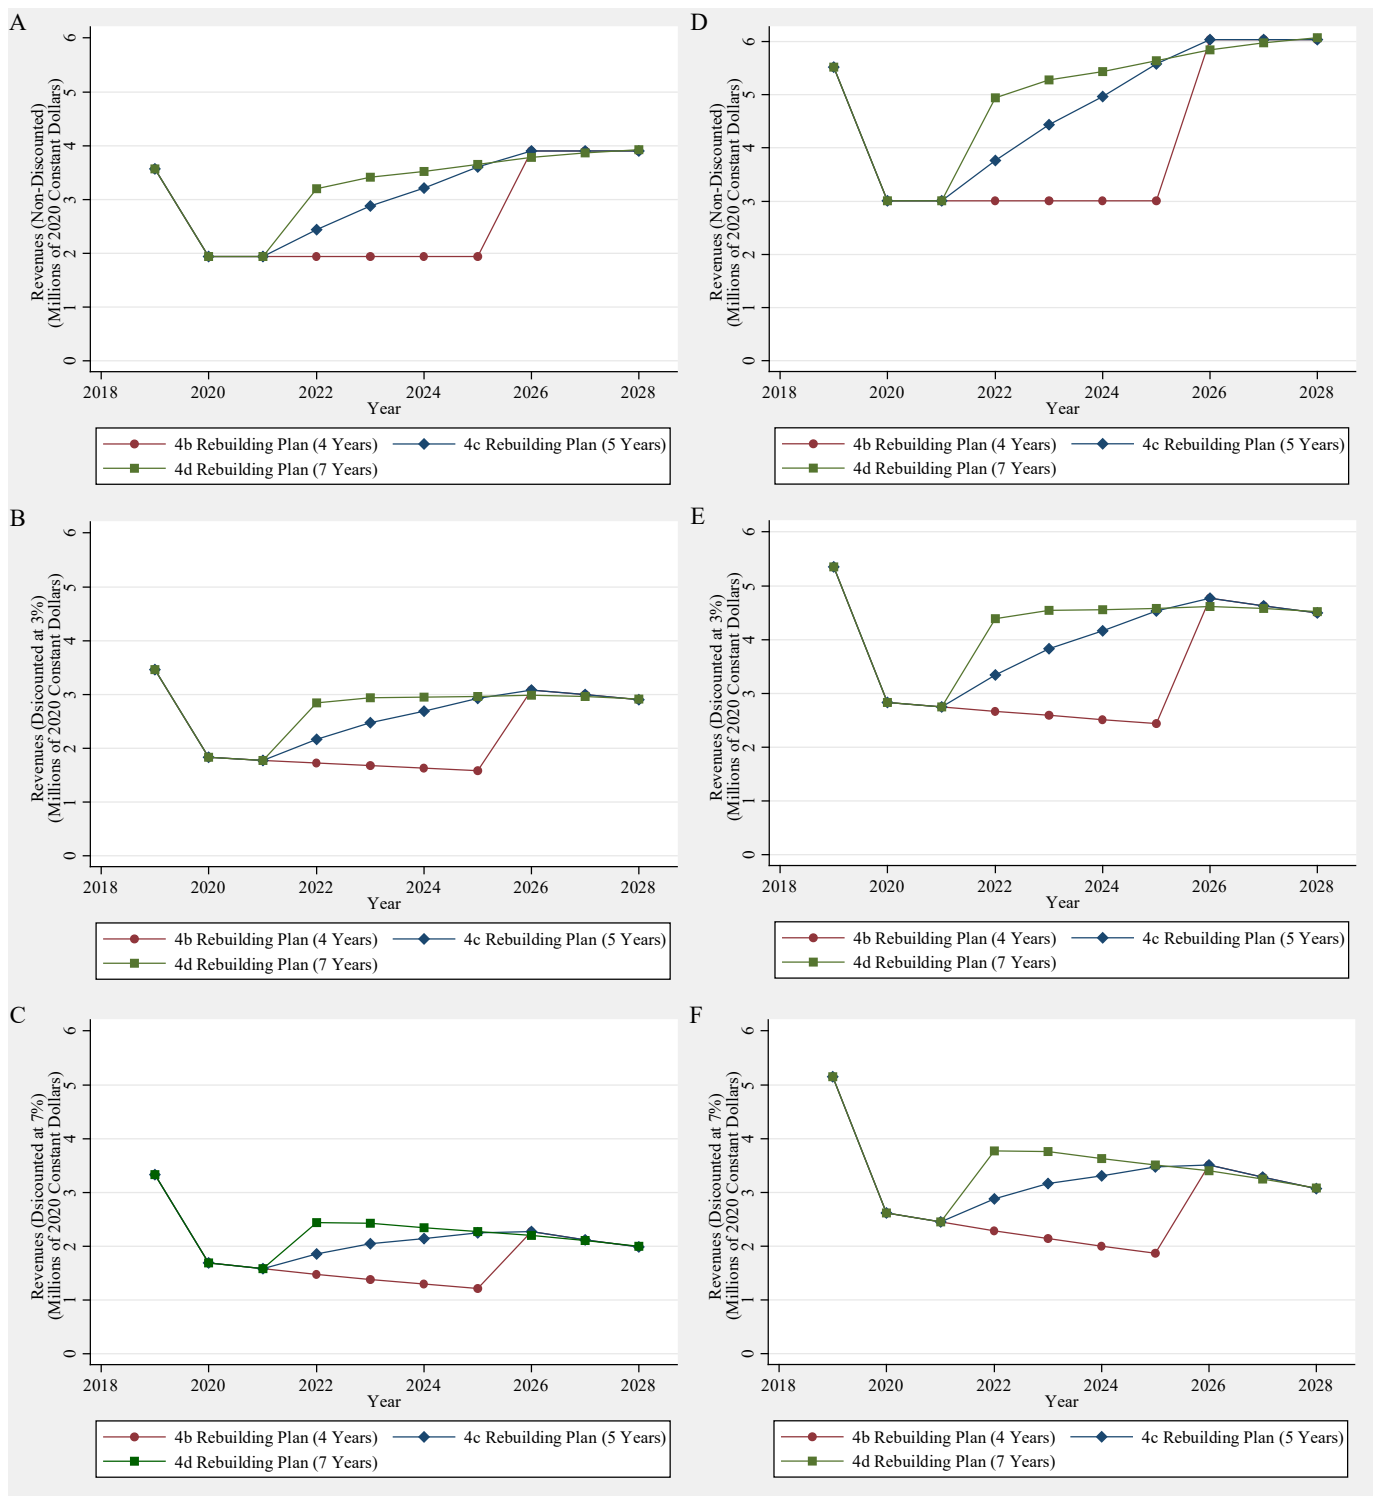 A
Revenues (Non-Discounted)
(Millions of 2020 Constant Dollars)
6
5
4
3
2
1
0
2018 2020 2022 2024 2026 2028
Year
4b Rebuilding Plan (4 Years) 4c Rebuilding Plan (5 Years)
4d Rebuilding Plan (7 Years)
D
Revenues (Non-Discounted)
(Millions of 2020 Constant Dollars)
6
5
4
3
2
1
0
2018 2020 2022 2024 2026 2028
Year
4b Rebuilding Plan (4 Years) 4c Rebuilding Plan (5 Years)
4d Rebuilding Plan (7 Years)
B
Revenues (Dsicounted at 3%)
(Millions of 2020 Constant Dollars)
6
5
4
3
2
1
0
2018 2020 2022 2024 2026 2028
Year
4b Rebuilding Plan (4 Years) 4c Rebuilding Plan (5 Years)
4d Rebuilding Plan (7 Years)
E
Revenues (Dsicounted at 3%)
(Millions of 2020 Constant Dollars)
6
5
4
3
2
1
0
2018 2020 2022 2024 2026 2028
Year
4b Rebuilding Plan (4 Years) 4c Rebuilding Plan (5 Years)
4d Rebuilding Plan (7 Years)
C
Revenues (Dsicounted at 7%)
(Millions of 2020 Constant Dollars)
6
5
4
3
2
1
0
2018 2020 2022 2024 2026 2028
Year
4b Rebuilding Plan (4 Years) 4c Rebuilding Plan (5 Years)
4d Rebuilding Plan (7 Years)
F
Revenues (Dsicounted at 7%)
(Millions of 2020 Constant Dollars)
6
5
4
3
2
1
0
2018 2020 2022 2024 2026 2028
Year
4b Rebuilding Plan (4 Years) 4c Rebuilding Plan (5 Years)
4d Rebuilding Plan (7 Years)